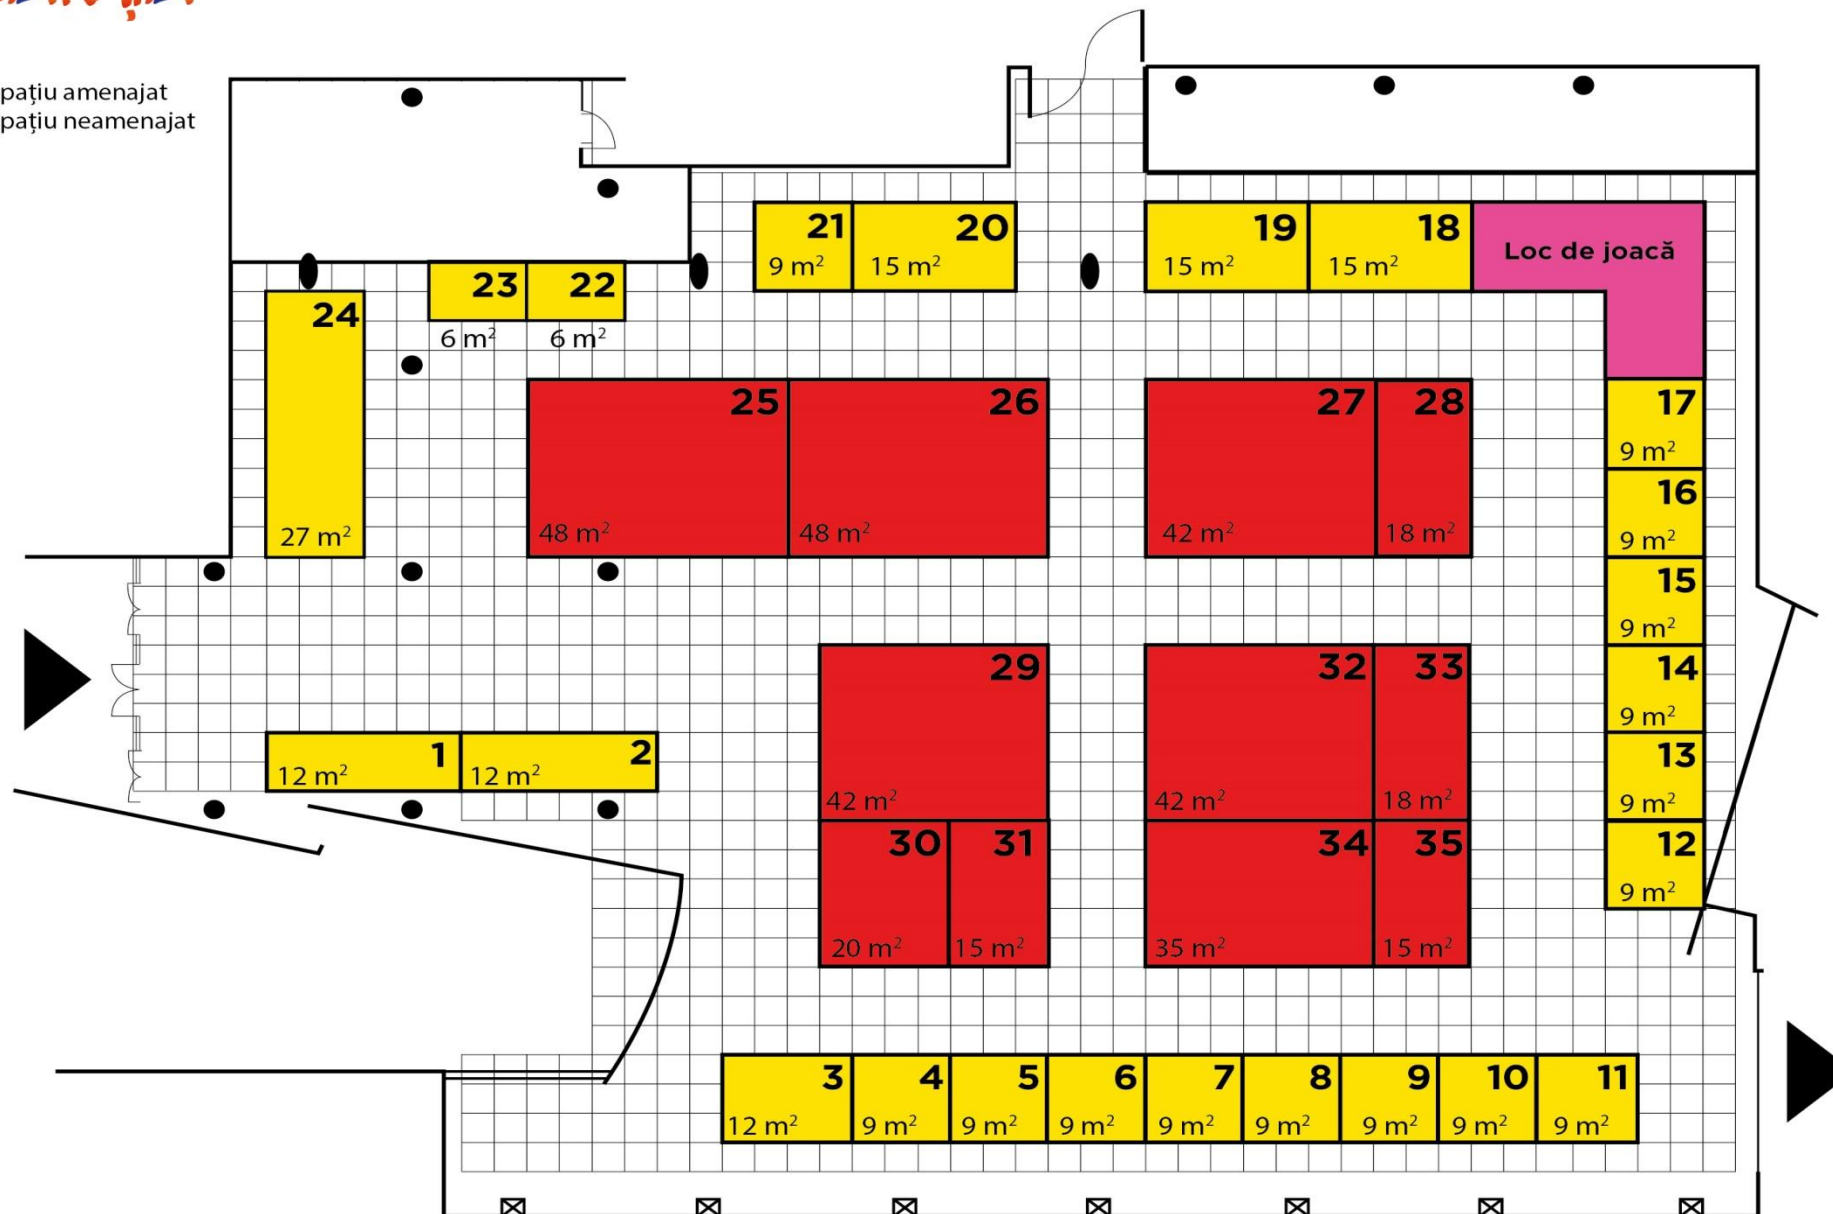 pațiu amenajat
pațiu neamenajat
21
9 m²
20
15 m²
19
15 m²
18
15 m²
Loc de joacă
24
27 m²
23
6 m²
22
6 m²
25
48 m²
26
48 m²
27
42 m²
28
18 m²
17
9 m²
16
9 m²
15
9 m²
14
9 m²
13
9 m²
12
9 m²
29
42 m²
32
42 m²
33
18 m²
1
12 m²
2
12 m²
30
20 m²
31
15 m²
34
35 m²
35
15 m²
3
12 m²
4
9 m²
5
9 m²
6
9 m²
7
9 m²
8
9 m²
9
9 m²
10
9 m²
11
9 m²